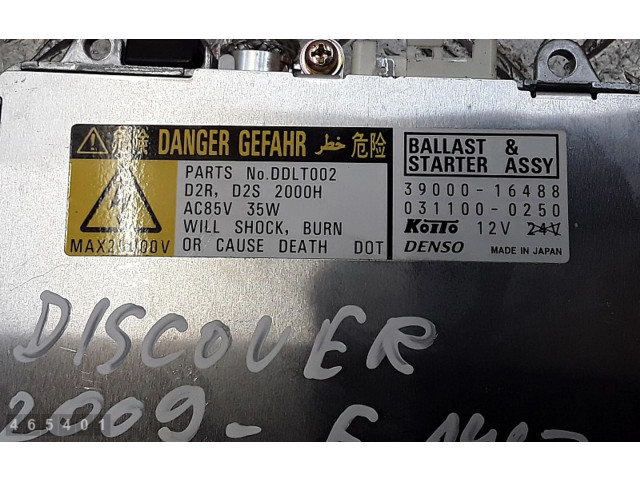 危険 DANGER GEFAHR خطر 危险
PARTS No.DDLT002
D2R, D2S 2000H
AC85V 35W
WILL SHOCK, BURN
OR CAUSE DEATH DOT
BALLAST &
STARTER ASSY
39000-16488
031100-0250
KOITO 12V 24V
DENSO MADE IN JAPAN
DISCOVER
2009-
465401